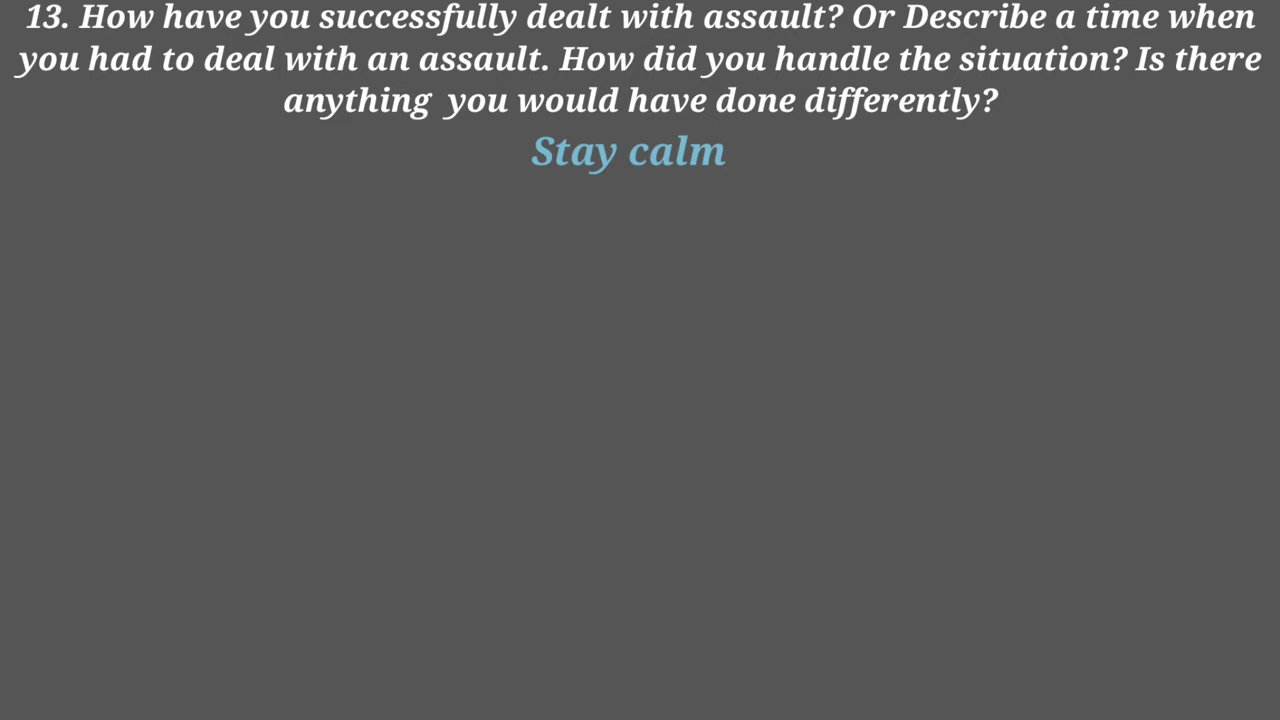 13. How have you successfully dealt with assault? Or Describe a time when
you had to deal with an assault. How did you handle the situation? Is there
anything you would have done differently?
Stay calm